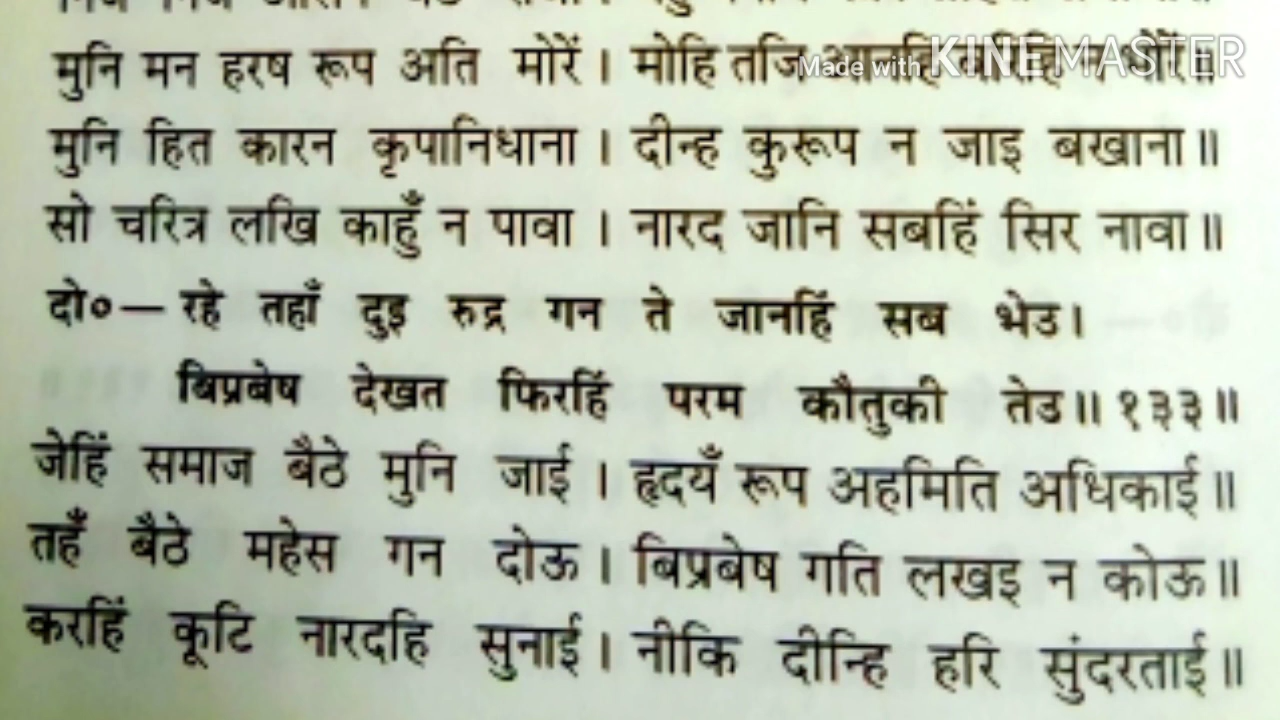 मुनि मन हरष रूप अति मोरें। मोहि तजि आनहि न भोरें॥
Made with KINEMASTER
मुनि हित कारन कृपानिधाना। दीन्ह कुरूप न जाइ बखाना॥
सो चरित्र लखि काहुँ न पावा। नारद जानि सबहिं सिर नावा॥
दो०— रहे तहाँ दुइ रुद्र गन ते जानहिं सब भेउ।
बिप्रबेष देखत फिरहिं परम कौतुकी तेउ॥ १३३॥
जेहिं समाज बैठे मुनि जाई। हृदयँ रूप अहमिति अधिकाई॥
तहँ बैठे महेस गन दोऊ। बिप्रबेष गति लखइ न कोऊ॥
करहिं कूटि नारदहि सुनाई। नीकि दीन्हि हरि सुंदरताई॥